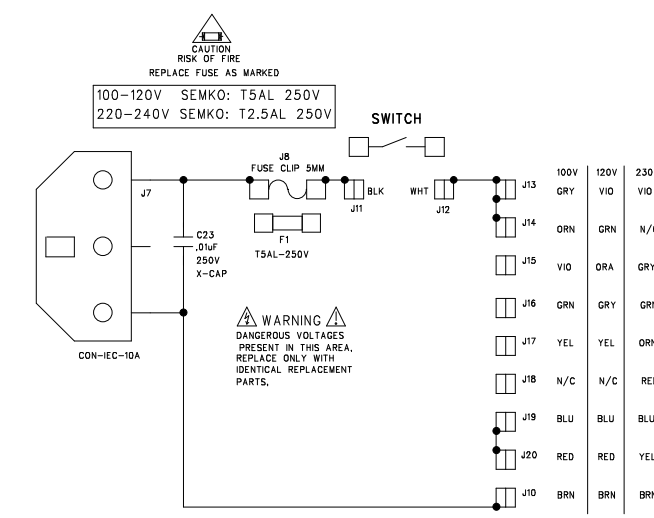 CAUTION
RISK OF FIRE
REPLACE FUSE AS MARKED
100-120V SEMKO: T5AL 250V
220-240V SEMKO: T2.5AL 250V
SWITCH
J8
FUSE CLIP 5MM
J7
BLK
J11
WHT
J12
F1
T5AL-250V
C23
.01uF
250V
X-CAP
CON-IEC-10A
WARNING
DANGEROUS VOLTAGES
PRESENT IN THIS AREA.
REPLACE ONLY WITH
IDENTICAL REPLACEMENT
PARTS.
100V 120V 230
J13 GRY VIO VIO
J14 ORN GRN N/
J15 VIO ORA GRY
J16 GRN GRY GRN
J17 YEL YEL ORN
J18 N/C N/C RE
J19 BLU BLU BLU
J20 RED RED YEL
J10 BRN BRN BRN